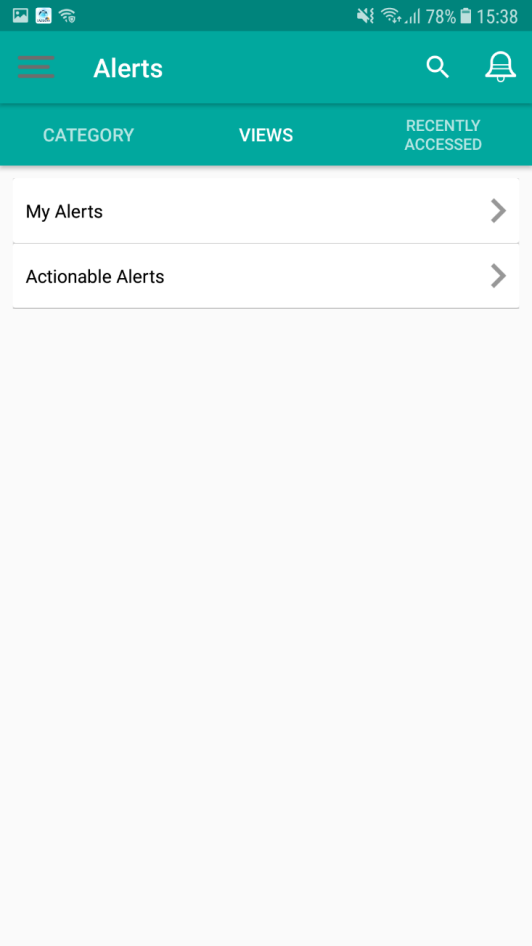 78% 15:38
Alerts
CATEGORY
VIEWS
RECENTLY
ACCESSED
My Alerts
Actionable Alerts